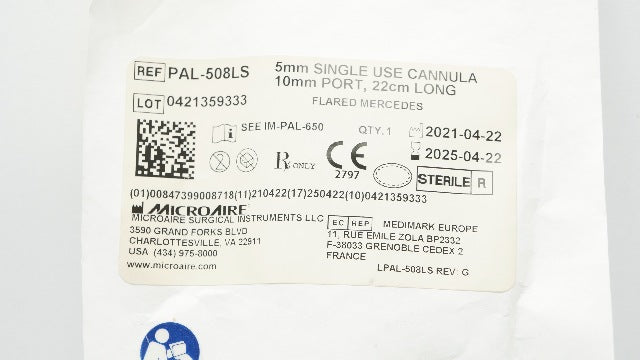 REF PAL-508LS
5mm SINGLE USE CANNULA
10mm PORT, 22cm LONG
FLARED MERCEDES
LOT 0421359333
SEE IM-PAL-650
QTY. 1
2021-04-22
2025-04-22
Rx ONLY
CE
2797
STERILE R
(01)00847399008718(11)210422(17)250422(10)0421359333
MICROAIRE
MICROAIRE SURGICAL INSTRUMENTS LLC
3590 GRAND FORKS BLVD
CHARLOTTESVILLE, VA 22911
USA (434) 975-8000
www.microaire.com
EC REP MEDIMARK EUROPE
11, RUE EMILE ZOLA BP2332
F-38033 GRENOBLE CEDEX 2
FRANCE
LPAL-508LS REV: G